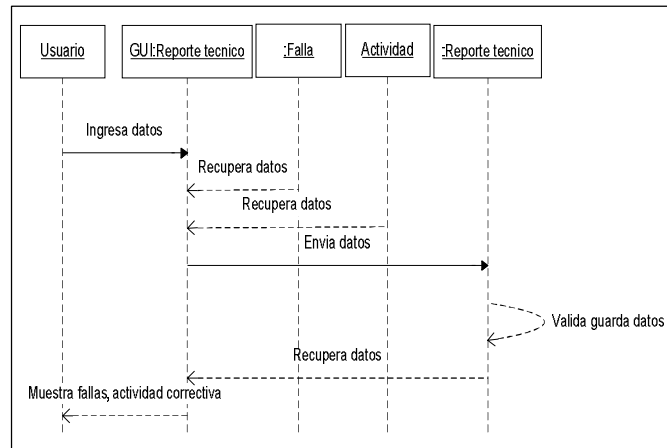 Usuario
GUI:Reporte tecnico
:Falla
Actividad
:Reporte tecnico
Ingresa datos
Recupera datos
Recupera datos
Envia datos
Valida guarda datos
Recupera datos
Muestra fallas, actividad correctiva